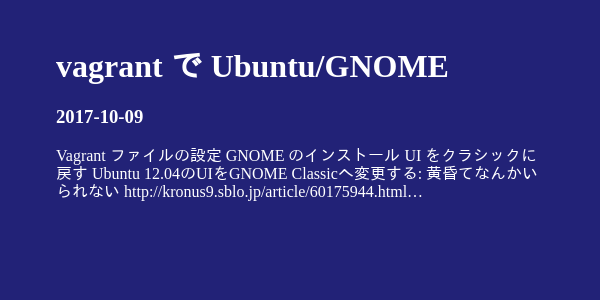 vagrant で Ubuntu/GNOME
2017-10-09
Vagrant ファイルの設定 GNOME のインストール UI をクラシックに
戻す Ubuntu 12.04のUIをGNOME Classicへ変更する: 黄昏てなんかい
られない http://kronus9.sblo.jp/article/60175944.html…